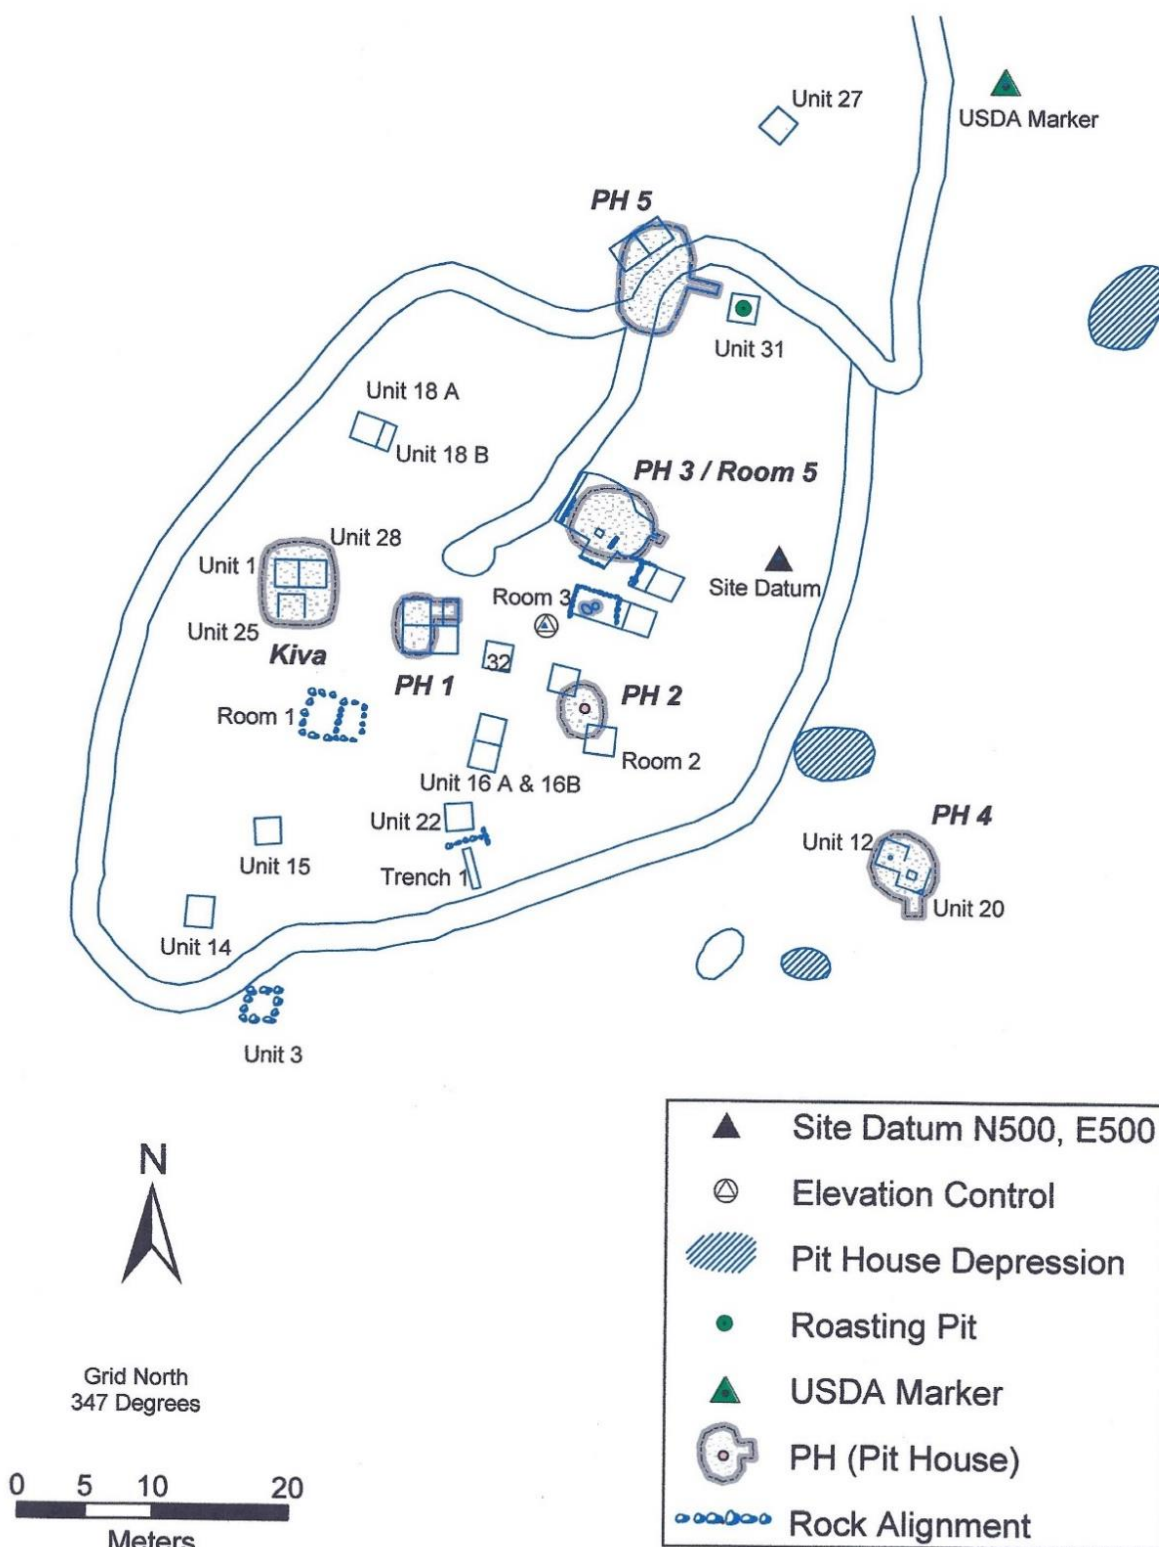 Unit 27
USDA Marker
PH 5
Unit 31
Unit 18 A
Unit 18 B
PH 3 / Room 5
Unit 28
Unit 1
Site Datum
Room 3
Unit 25
Kiva
32
PH 1
PH 2
Room 1
Room 2
Unit 16 A & 16B
Unit 22
PH 4
Unit 12
Unit 15
Trench 1
Unit 20
Unit 14
Unit 3
N
Grid North
347 Degrees
0 5 10 20
Meters
Site Datum N500, E500
Elevation Control
Pit House Depression
Roasting Pit
USDA Marker
PH (Pit House)
Rock Alignment